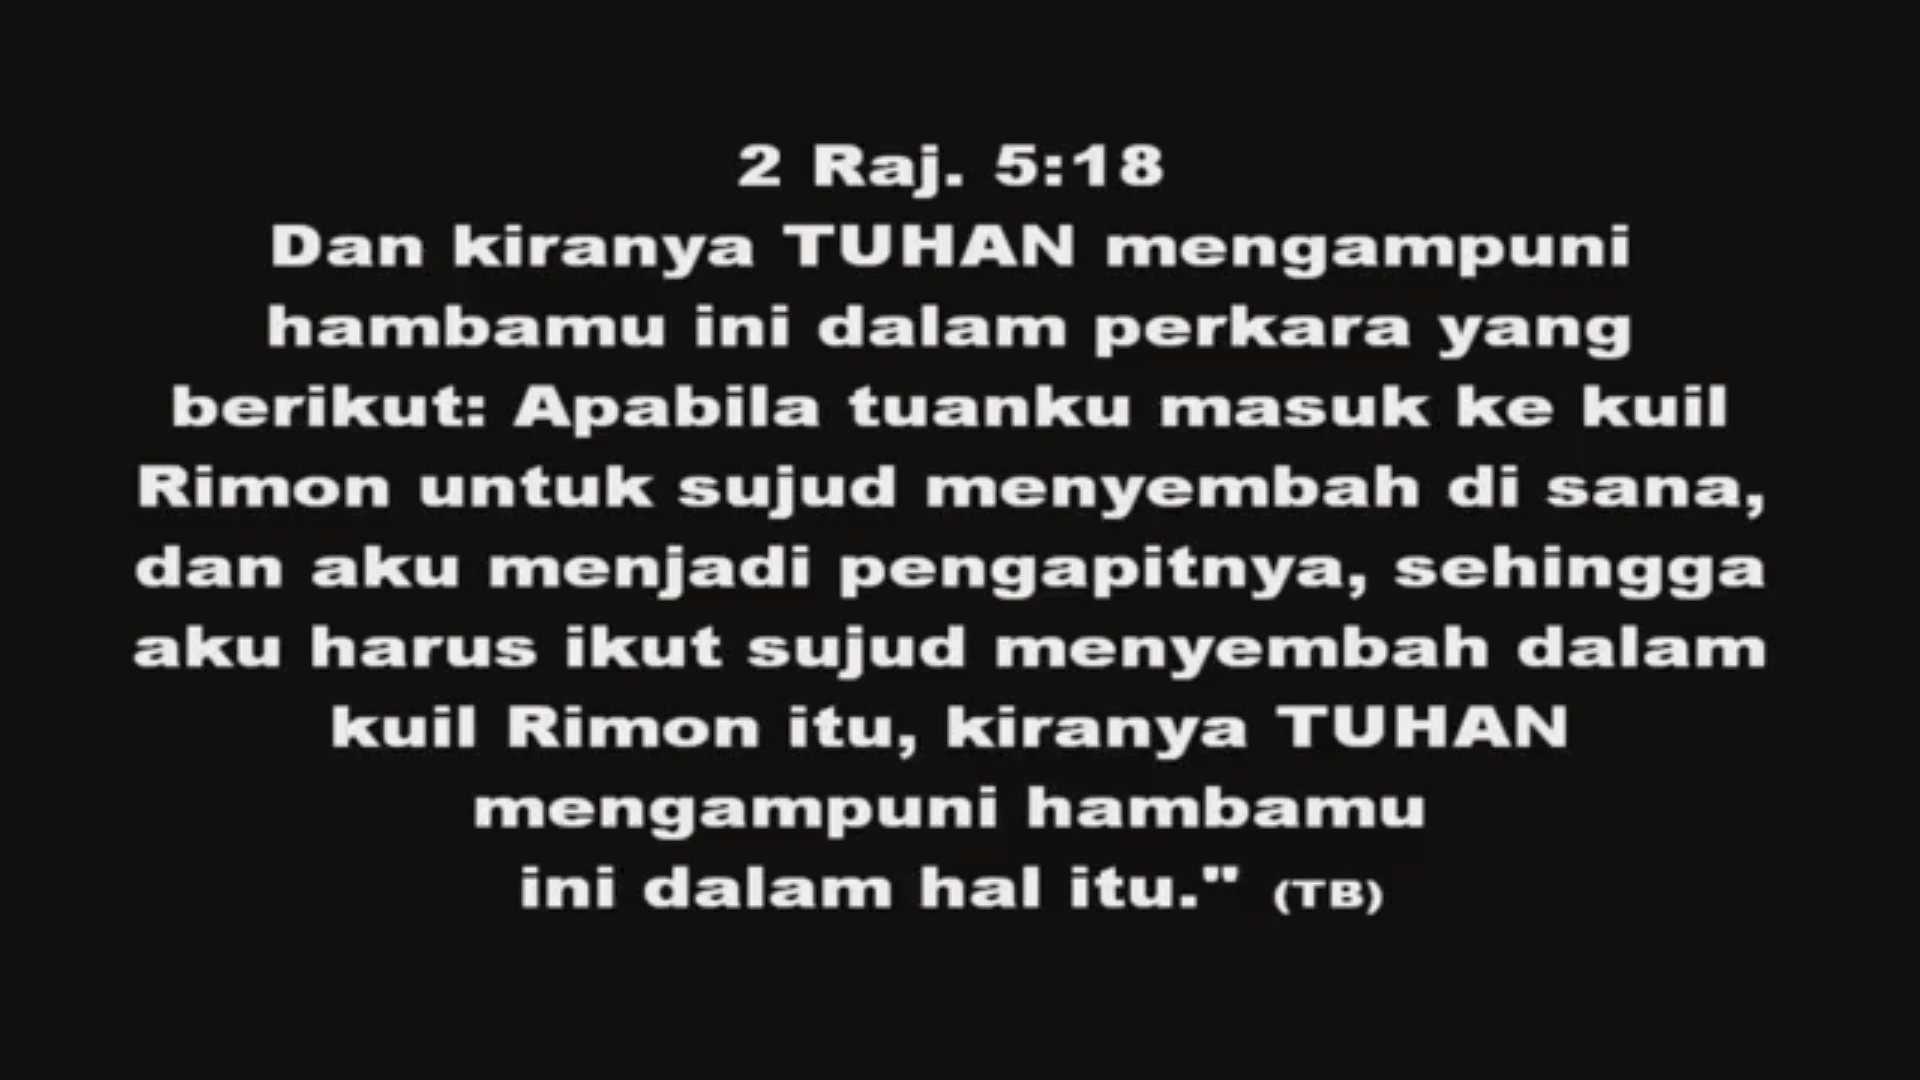 2 Raj. 5:18
Dan kiranya TUHAN mengampuni
hambamu ini dalam perkara yang
berikut: Apabila tuanku masuk ke kuil
Rimon untuk sujud menyembah di sana,
dan aku menjadi pengapitnya, sehingga
aku harus ikut sujud menyembah dalam
kuil Rimon itu, kiranya TUHAN
mengampuni hambamu
ini dalam hal itu." (TB)